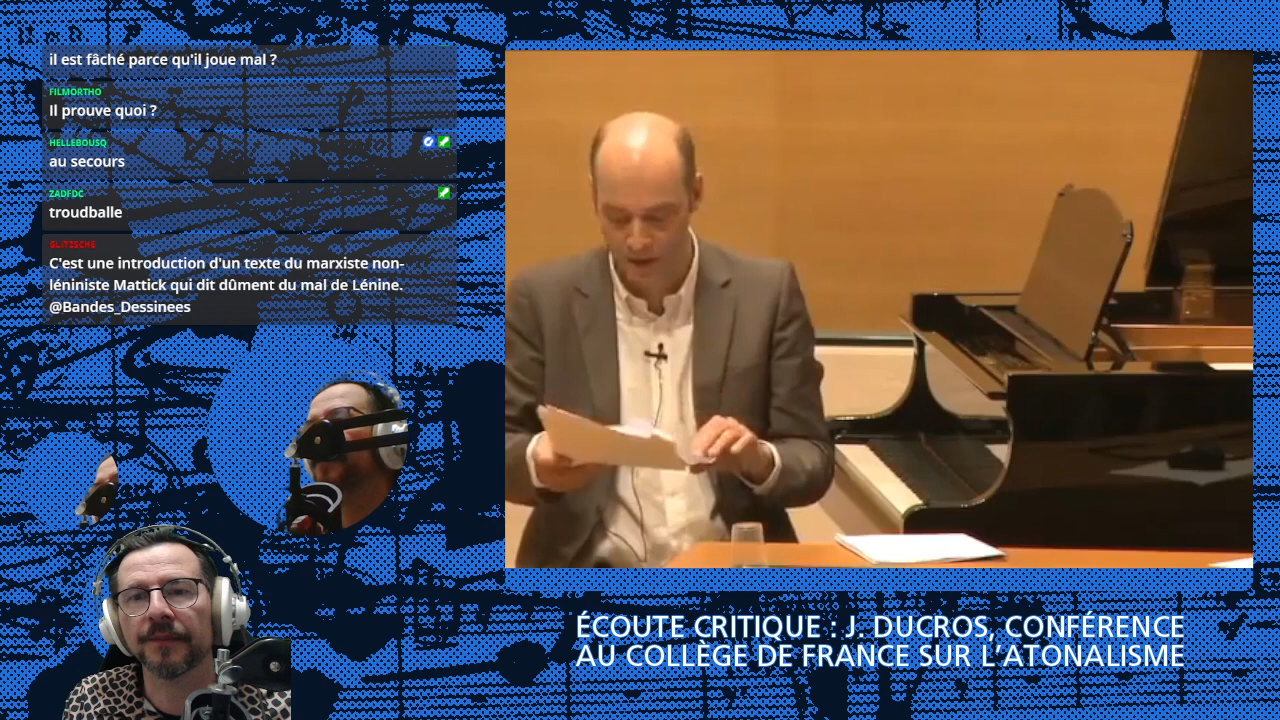 il est fâché parce qu'il joue mal ?
FILMORTHO
Il prouve quoi ?
HELLEBOUSQ
au secours
ZADFDC
troudballe
BLITZSCHE
C'est une introduction d'un texte du marxiste non-
léniniste Mattick qui dit dûment du mal de Lénine.
@Bandes_Dessinees
ÉCOUTE CRITIQUE : J. DUCROS, CONFÉRENCE
AU COLLÈGE DE FRANCE SUR L'ATONALISME